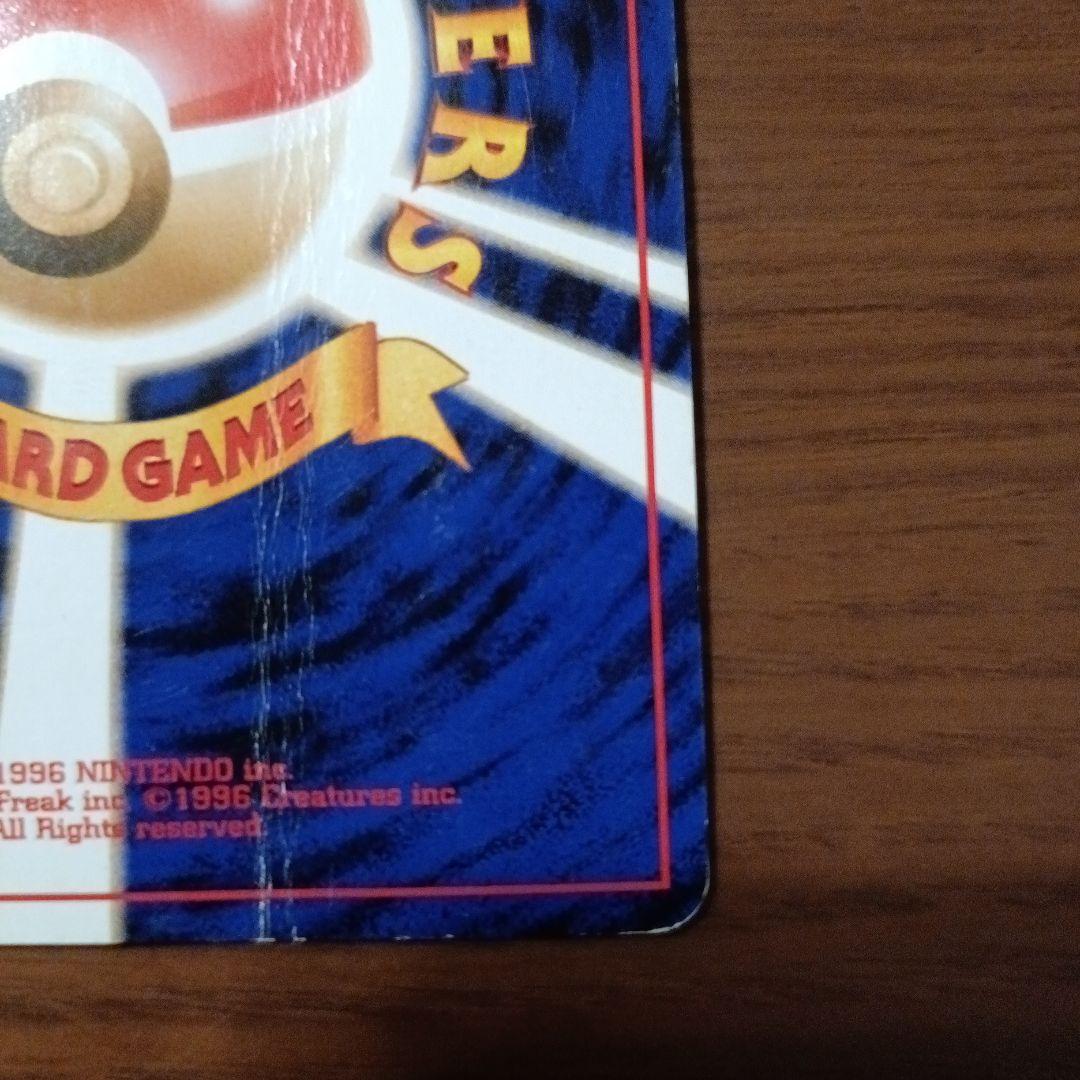 ERS
ARD GAME
1996 NINTENDO inc.
Freak inc. ©1996 Creatures inc.
All Rights reserved.